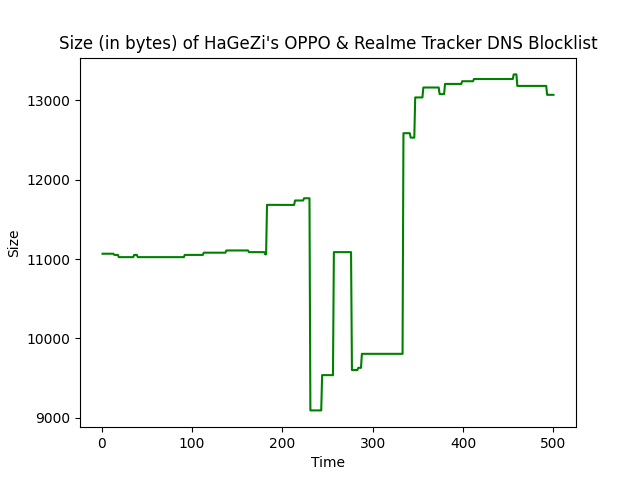 Size (in bytes) of HaGeZi's OPPO & Realme Tracker DNS Blocklist
13000
12000
11000
10000
9000
Size
0 100 200 300 400 500
Time